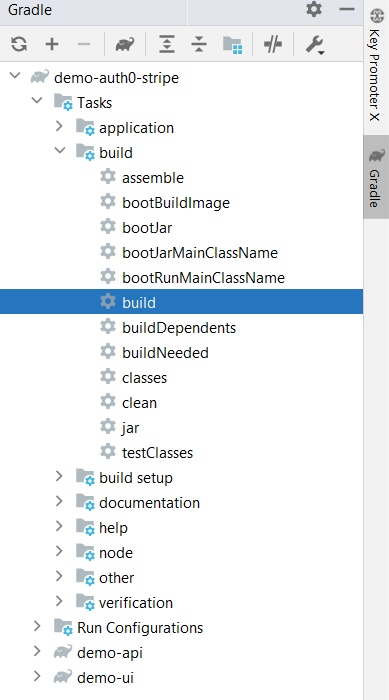 Gradle
demo-auth0-stripe
Tasks
application
build
assemble
bootBuildImage
bootJar
bootJarMainClassName
bootRunMainClassName
build
buildDependents
buildNeeded
classes
clean
jar
testClasses
build setup
documentation
help
node
other
verification
Run Configurations
demo-api
demo-ui
Key Promoter X
Gradle